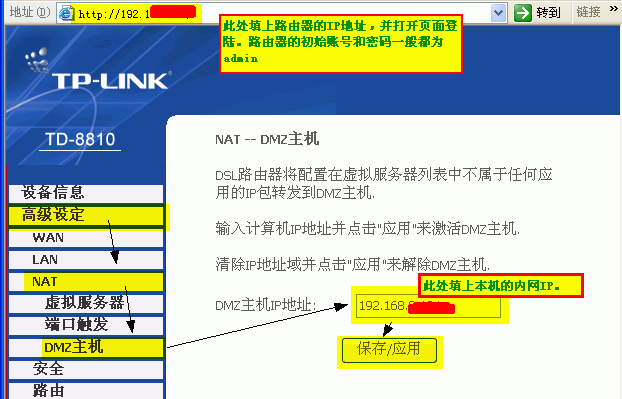 地址(D) http://192.1 转到 链接 »
此处填上路由器的IP地址，并打开页面登
陆。路由器的初始账号和密码一般都为
admin
TP-LINK
TD-8810
NAT -- DMZ主机
DSL路由器将配置在虚拟服务器列表中不属于任何应
用的IP包转发到DMZ主机.
输入计算机IP地址并点击"应用"来激活DMZ主机.
清除IP地址域并点击"应用"来解除DMZ主机.
此处填上本机的内网IP。
DMZ主机IP地址: 192.168.
保存/应用
设备信息
高级设定
WAN
LAN
NAT
虚拟服务器
端口触发
DMZ主机
安全
路由